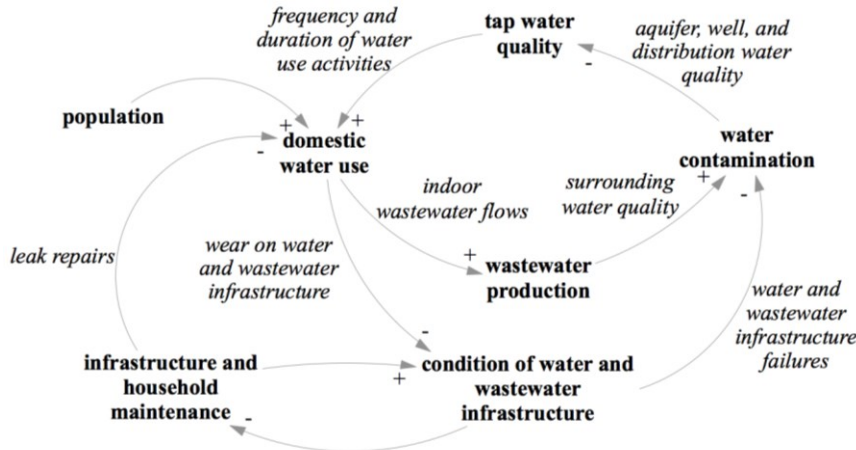 frequency and
duration of water
use activities
tap water
quality
aquifer, well, and
distribution water
quality
-
population
+
+
-
domestic
water use
water
contamination
+
-
indoor
wastewater flows
surrounding
water quality
leak repairs
wear on water
and wastewater
infrastructure
+
wastewater
production
water and
wastewater
infrastructure
failures
-
infrastructure and
household
maintenance
-
+
condition of water and
wastewater
infrastructure